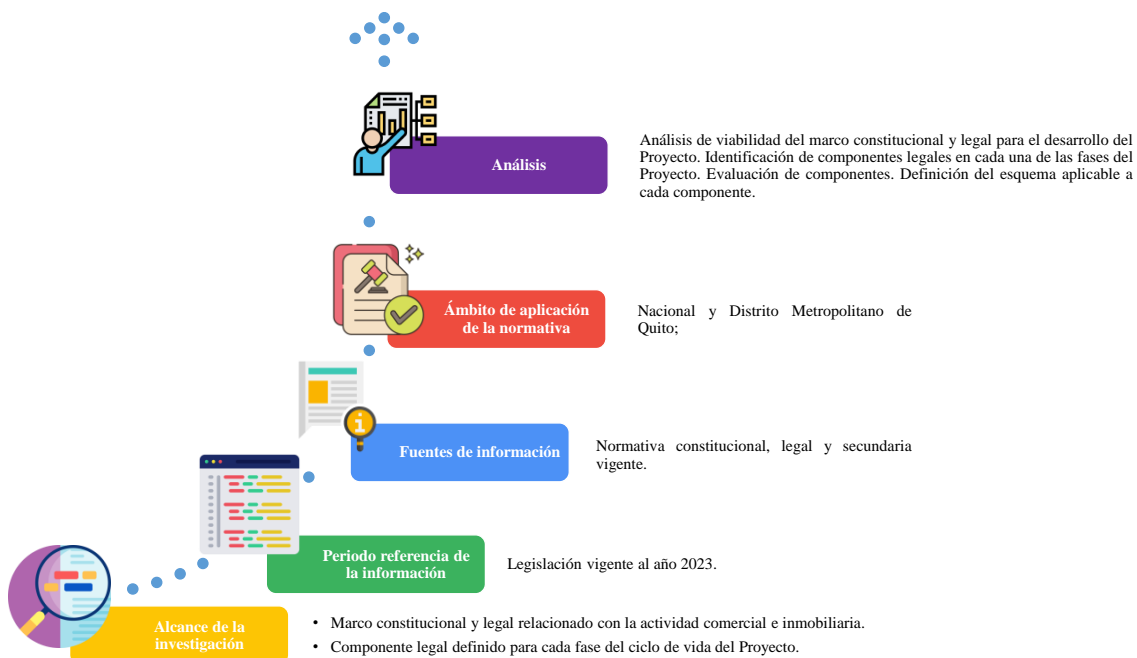 Análisis
Análisis de viabilidad del marco constitucional y legal para el desarrollo del
Proyecto. Identificación de componentes legales en cada una de las fases del
Proyecto. Evaluación de componentes. Definición del esquema aplicable a
cada componente.
Ámbito de aplicación
de la normativa
Nacional y Distrito Metropolitano de
Quito;
Fuentes de información
Normativa constitucional, legal y secundaria
vigente.
Periodo referencia de
la información
Legislación vigente al año 2023.
Alcance de la
investigación
• Marco constitucional y legal relacionado con la actividad comercial e inmobiliaria.
• Componente legal definido para cada fase del ciclo de vida del Proyecto.